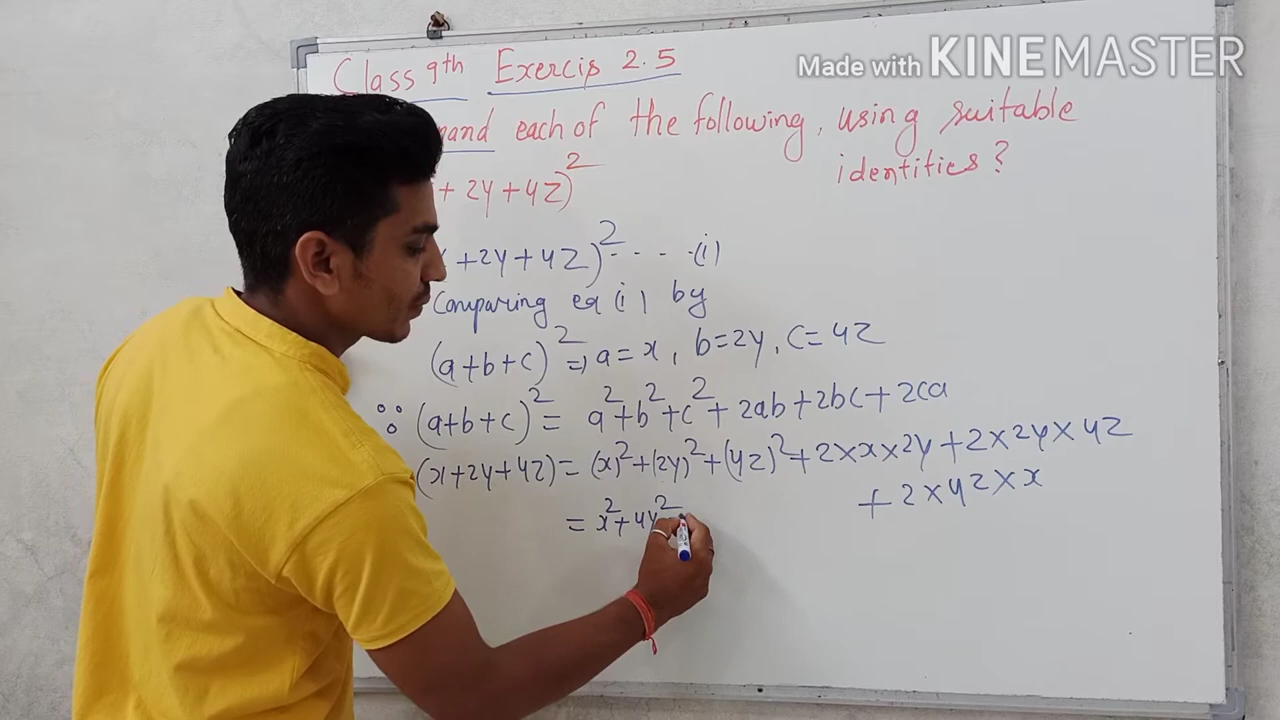 Made with KINEMASTER
Class 9th Exercis 2.5
each of the following, using suitable
identities?
+ 2y + 4z)²
+2y + 4z)² - - - (i)
Comparing eq (i) by
(a+b+c)² => a = x, b=2y, c=4z
∵ (a+b+c)² = a²+b²+c²+2ab+2bc+2ca
(x+2y+4z) = (x)²+(2y)²+(4z)²+2×x×2y+2×2y×4z
+2×4z×x
= x²+4y²